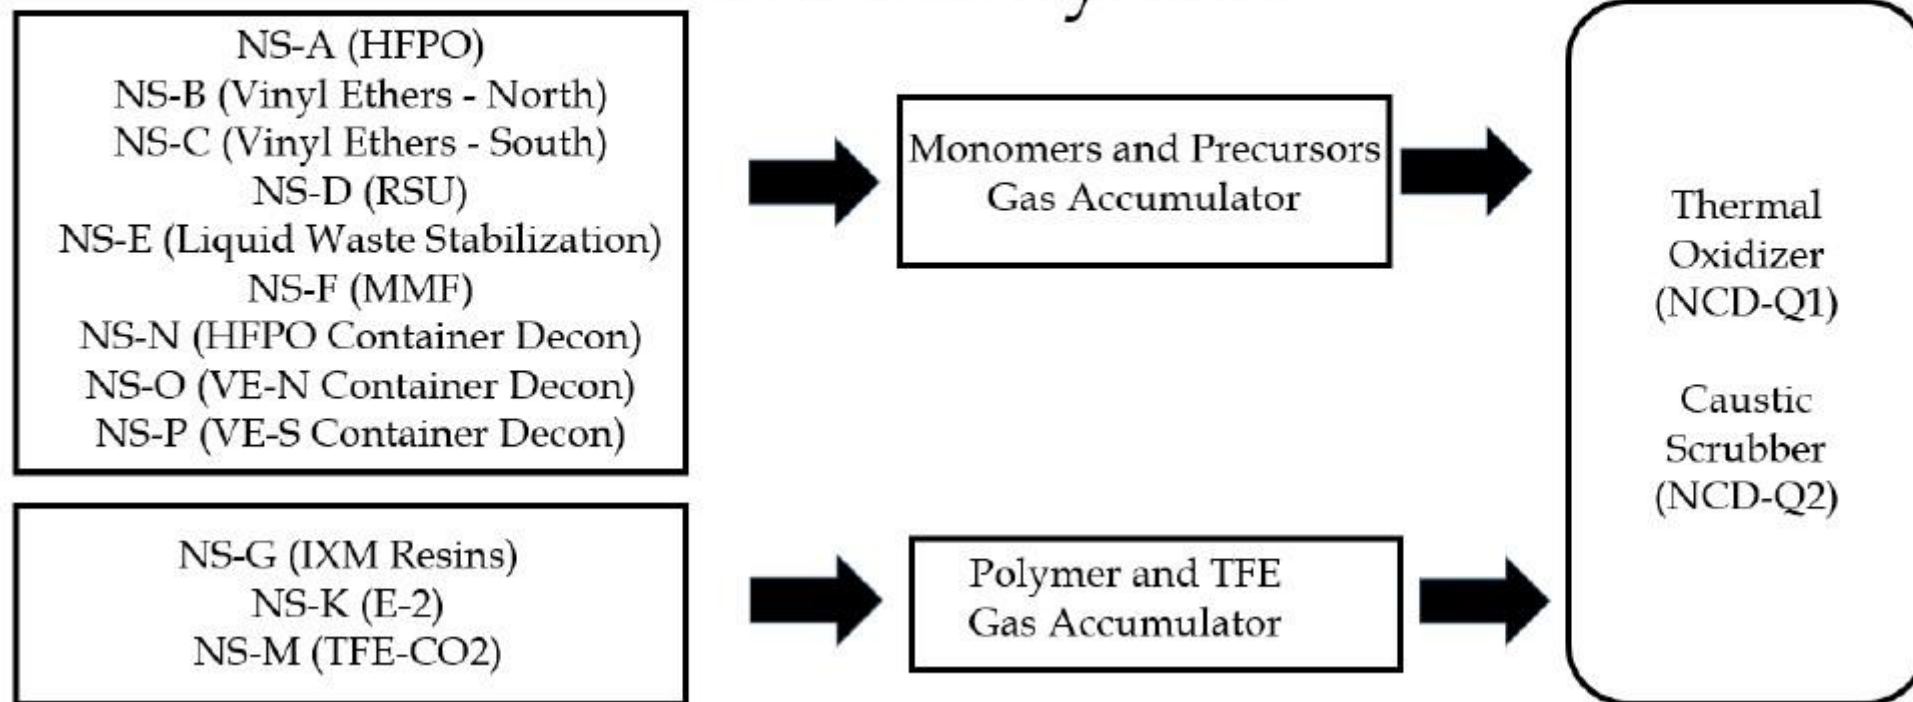 NS-A (HFPO)
NS-B (Vinyl Ethers - North)
NS-C (Vinyl Ethers - South)
NS-D (RSU)
NS-E (Liquid Waste Stabilization)
NS-F (MMF)
NS-N (HFPO Container Decon)
NS-O (VE-N Container Decon)
NS-P (VE-S Container Decon)
Monomers and Precursors
Gas Accumulator
NS-G (IXM Resins)
NS-K (E-2)
NS-M (TFE-CO2)
Polymer and TFE
Gas Accumulator
Thermal
Oxidizer
(NCD-Q1)
Caustic
Scrubber
(NCD-Q2)